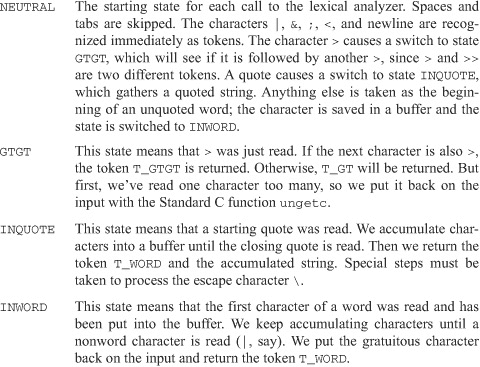 NEUTRAL The starting state for each call to the lexical analyzer. Spaces and
tabs are skipped. The characters |, &, ;, <, and newline are recog-
nized immediately as tokens. The character > causes a switch to state
GTGT, which will see if it is followed by another >, since > and >>
are two different tokens. A quote causes a switch to state INQUOTE,
which gathers a quoted string. Anything else is taken as the begin-
ning of an unquoted word; the character is saved in a buffer and the
state is switched to INWORD.
GTGT This state means that > was just read. If the next character is also >,
the token T_GTGT is returned. Otherwise, T_GT will be returned. But
first, we've read one character too many, so we put it back on the
input with the Standard C function ungetc.
INQUOTE This state means that a starting quote was read. We accumulate char-
acters into a buffer until the closing quote is read. Then we return the
token T_WORD and the accumulated string. Special steps must be
taken to process the escape character \.
INWORD This state means that the first character of a word was read and has
been put into the buffer. We keep accumulating characters until a
nonword character is read (|, say). We put the gratuitous character
back on the input and return the token T_WORD.